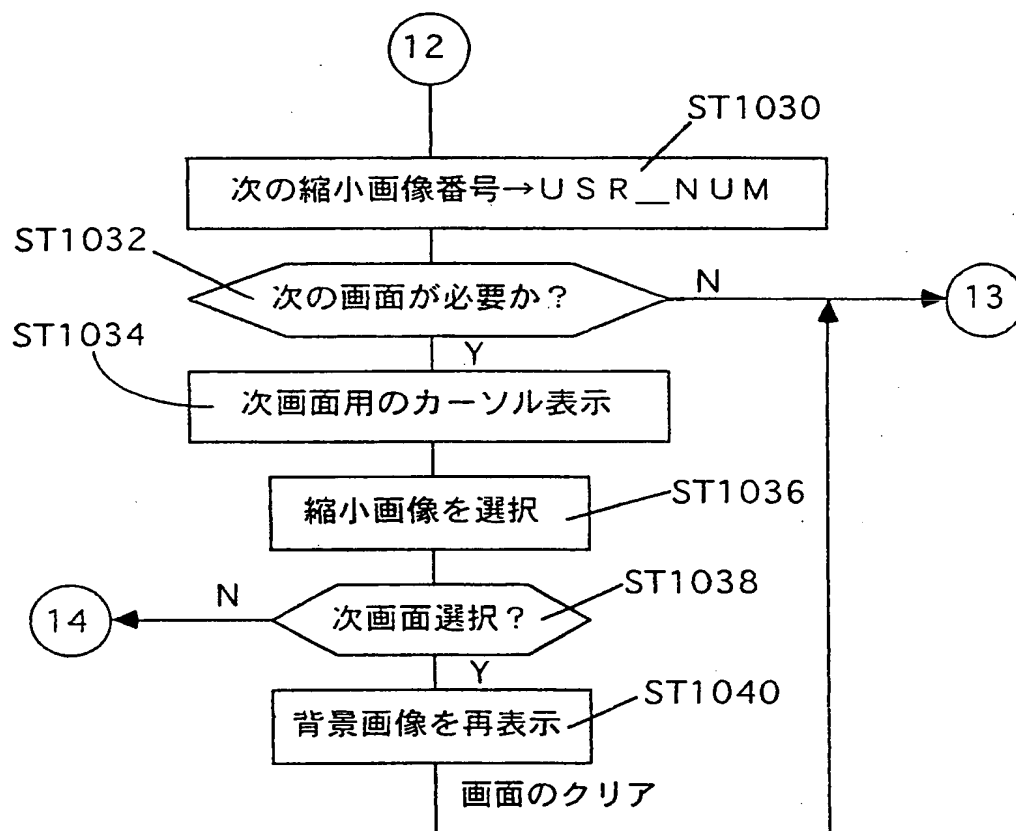 12
ST1030
次の縮小画像番号→ＵＳＲ＿ＮＵＭ
ST1032
次の画面が必要か？
N
13
ST1034
Y
次画面用のカーソル表示
縮小画像を選択
ST1036
ST1038
N
次画面選択？
14
Y
ST1040
背景画像を再表示
画面のクリア